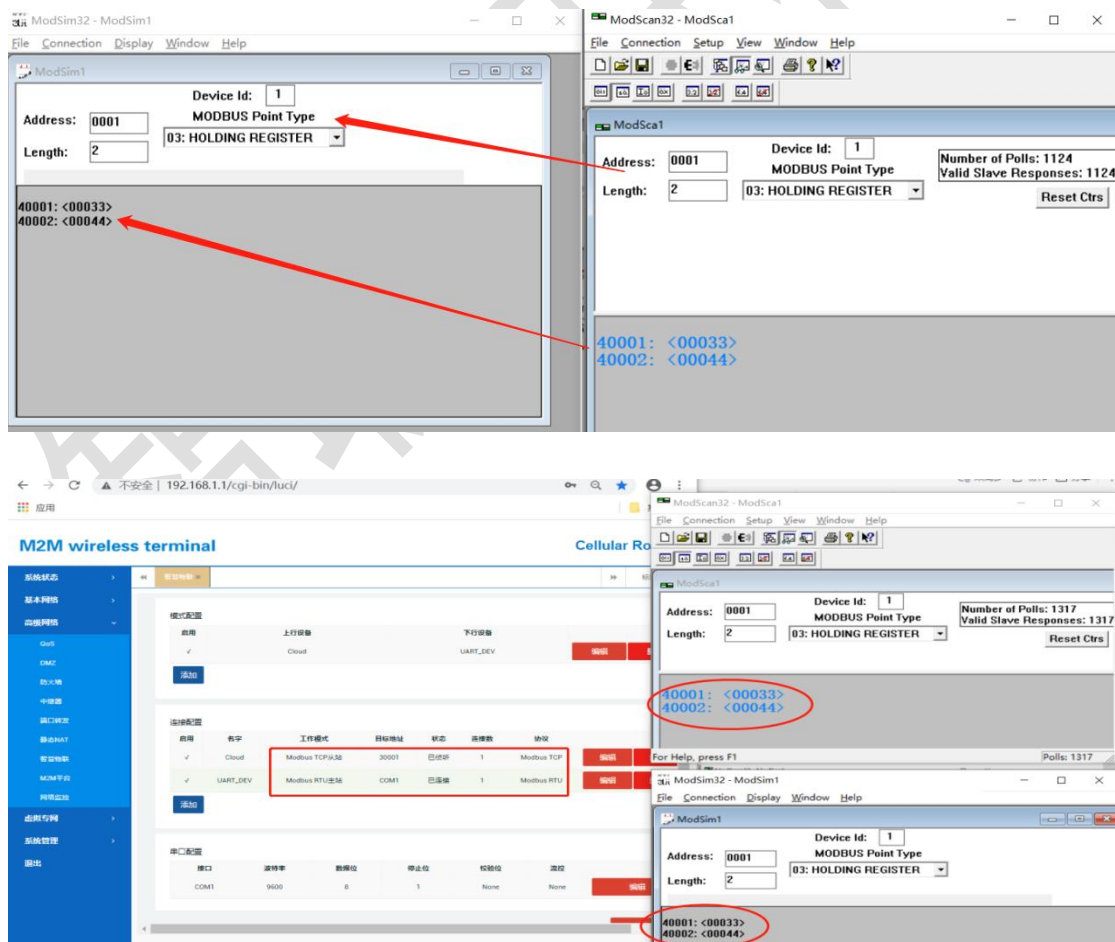 ModSim32 - ModSim1
File Connection Display Window Help
ModSim1
Device Id: 1
Address: 0001
MODBUS Point Type
Length: 2
03: HOLDING REGISTER
40001: <00033>
40002: <00044>
ModScan32 - ModSca1
File Connection Setup View Window Help
ModSca1
Device Id: 1
Address: 0001
MODBUS Point Type
Length: 2
03: HOLDING REGISTER
Number of Polls: 1124
Valid Slave Responses: 1124
Reset Ctrs
40001: <00033>
40002: <00044>
不安全 | 192.168.1.1/cgi-bin/luci/
应用
M2M wireless terminal
Cellular Ro
系统状态
基本网络
高级网络
QoS
DMZ
防火墙
中继器
端口转发
静态NAT
智慧物联
M2M平台
网络监控
虚拟专网
系统管理
退出
智慧物联
模式配置
启用 上行设备 下行设备
✓ Cloud UART_DEV 编辑
添加
连接配置
启用 名字 工作模式 目标地址 状态 连接数 协议
✓ Cloud Modbus TCP从站 30001 已侦听 1 Modbus TCP 编辑
✓ UART_DEV Modbus RTU主站 COM1 已连接 1 Modbus RTU 编辑
添加
串口配置
接口 波特率 数据位 停止位 校验位 流控
COM1 9600 8 1 None None 编辑
ModScan32 - ModSca1
File Connection Setup View Window Help
ModSca1
Device Id: 1
Address: 0001
MODBUS Point Type
Length: 2
03: HOLDING REGISTER
Number of Polls: 1317
Valid Slave Responses: 1317
Reset Ctrs
40001: <00033>
40002: <00044>
For Help, press F1 Polls: 1317
ModSim32 - ModSim1
File Connection Display Window Help
ModSim1
Device Id: 1
Address: 0001
MODBUS Point Type
Length: 2
03: HOLDING REGISTER
40001: <00033>
40002: <00044>